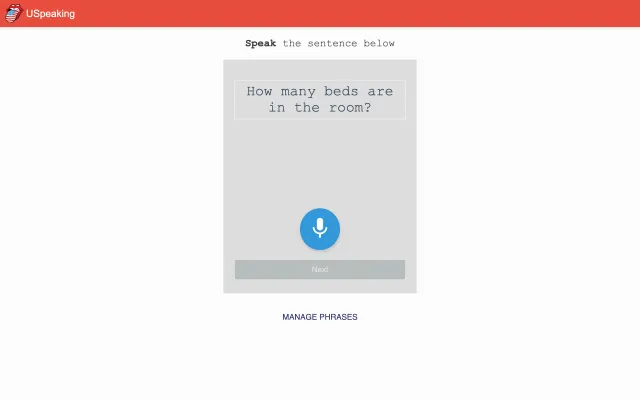 USpeaking
Speak the sentence below
How many beds are
in the room?
Next
MANAGE PHRASES